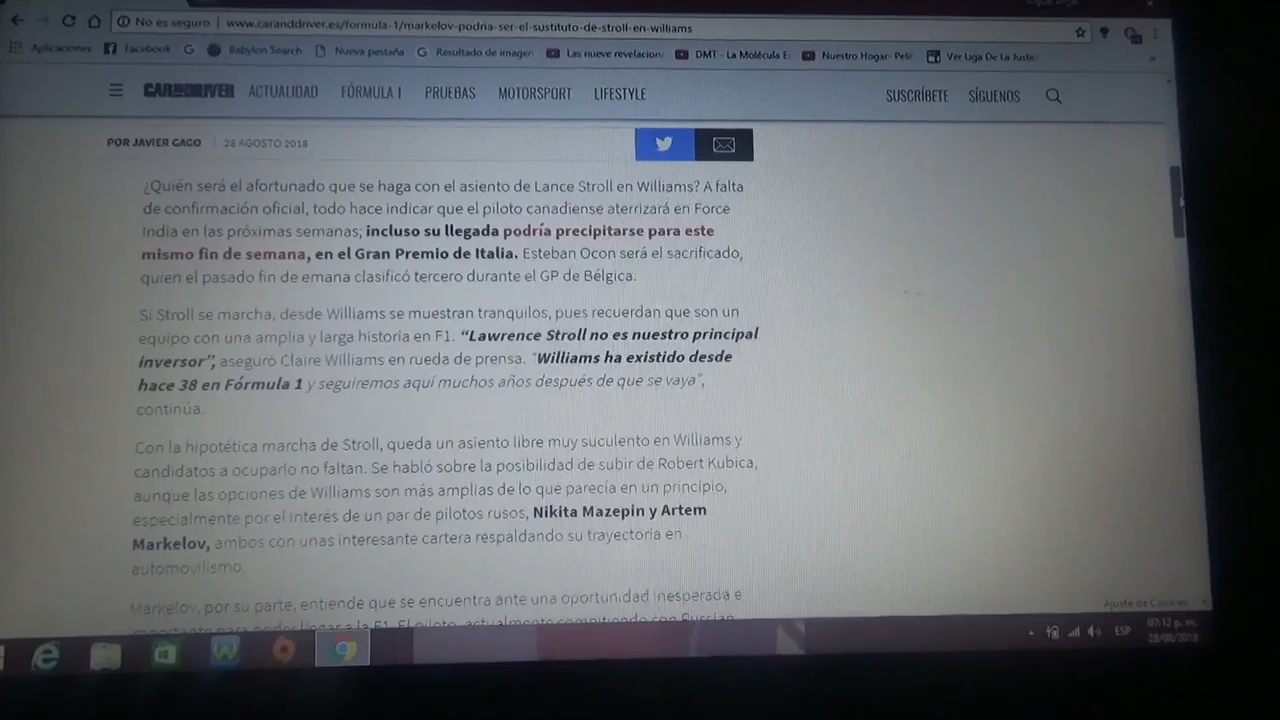 No es seguro | www.caranddriver.es/formula-1/markelov-podria-ser-el-sustituto-de-stroll-en-williams
Aplicaciones Facebook Babylon Search Nueva pestaña Resultado de imagen Las nueve revelacion DMT - La Molécula E Nuestro Hogar- Pelíc Ver Liga De La Justic »
CAR AND DRIVER ACTUALIDAD FÓRMULA 1 PRUEBAS MOTORSPORT LIFESTYLE SUSCRÍBETE SÍGUENOS
POR JAVIER GAGO | 28 AGOSTO 2018
¿Quién será el afortunado que se haga con el asiento de Lance Stroll en Williams? A falta
de confirmación oficial, todo hace indicar que el piloto canadiense aterrizará en Force
India en las próximas semanas; incluso su llegada podría precipitarse para este
mismo fin de semana, en el Gran Premio de Italia. Esteban Ocon será el sacrificado,
quien el pasado fin de emana clasificó tercero durante el GP de Bélgica.
Si Stroll se marcha, desde Williams se muestran tranquilos, pues recuerdan que son un
equipo con una amplia y larga historia en F1. “Lawrence Stroll no es nuestro principal
inversor”, aseguró Claire Williams en rueda de prensa. "Williams ha existido desde
hace 38 en Fórmula 1 y seguiremos aquí muchos años después de que se vaya",
continúa.
Con la hipotética marcha de Stroll, queda un asiento libre muy suculento en Williams y
candidatos a ocuparlo no faltan. Se habló sobre la posibilidad de subir de Robert Kubica,
aunque las opciones de Williams son más amplias de lo que parecía en un principio,
especialmente por el interés de un par de pilotos rusos, Nikita Mazepin y Artem
Markelov, ambos con unas interesante cartera respaldando su trayectoria en
automovilismo.
Markelov, por su parte, entiende que se encuentra ante una oportunidad inesperada e
para poder llegar a la F1. El piloto, actualmente compitiendo con Russian
Ajuste de Cookies
ESP 07:12 p. m.
28/08/2018